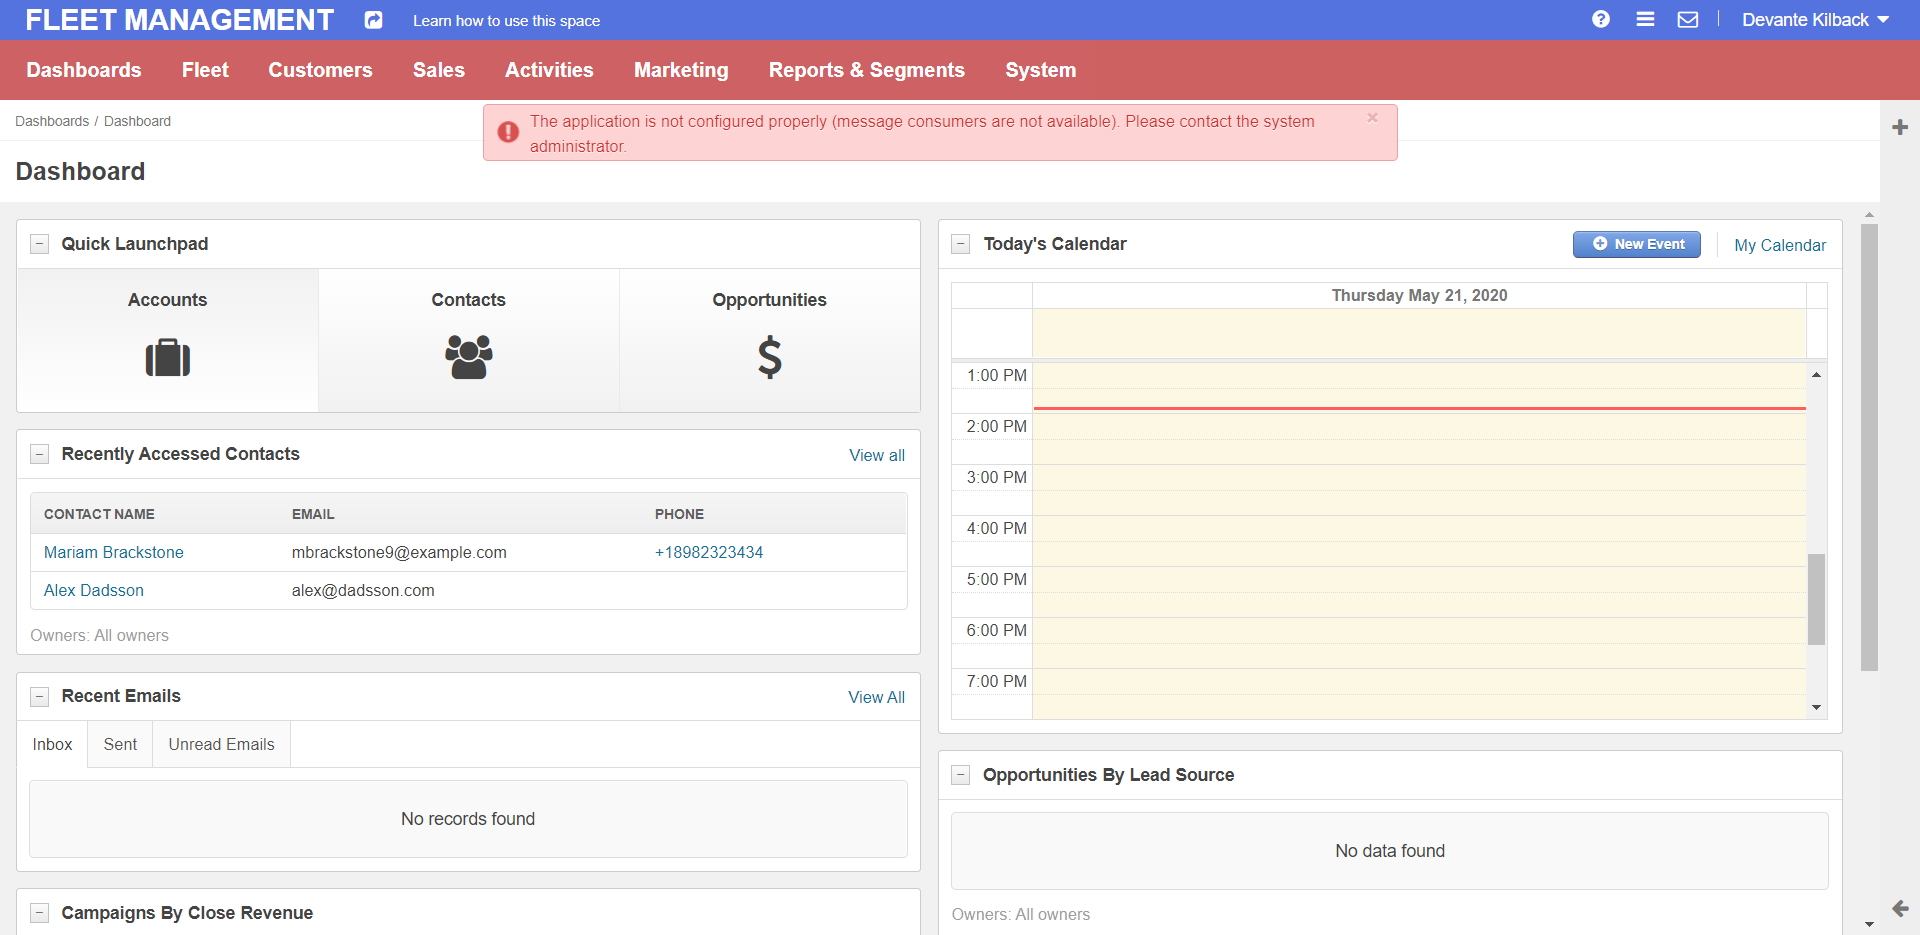 FLEET MANAGEMENT
Learn how to use this space
Devante Kilback
Dashboards
Fleet
Customers
Sales
Activities
Marketing
Reports & Segments
System
Dashboards / Dashboard
The application is not configured properly (message consumers are not available). Please contact the system
administrator.
×
Dashboard
Quick Launchpad
Accounts
Contacts
Opportunities
Recently Accessed Contacts
View all
CONTACT NAME
EMAIL
PHONE
Mariam Brackstone
mbrackstone9@example.com
+18982323434
Alex Dadsson
alex@dadsson.com
Owners: All owners
Recent Emails
View All
Inbox
Sent
Unread Emails
No records found
Campaigns By Close Revenue
Today's Calendar
New Event
My Calendar
Thursday May 21, 2020
1:00 PM
2:00 PM
3:00 PM
4:00 PM
5:00 PM
6:00 PM
7:00 PM
Opportunities By Lead Source
No data found
Owners: All owners